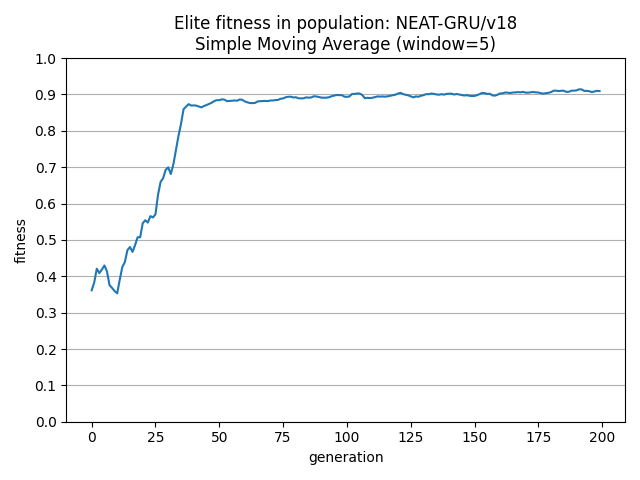 Elite fitness in population: NEAT-GRU/v18
Simple Moving Average (window=5)
1.0
0.9
0.8
0.7
0.6
0.5
0.4
0.3
0.2
0.1
0.0
fitness
0 25 50 75 100 125 150 175 200
generation